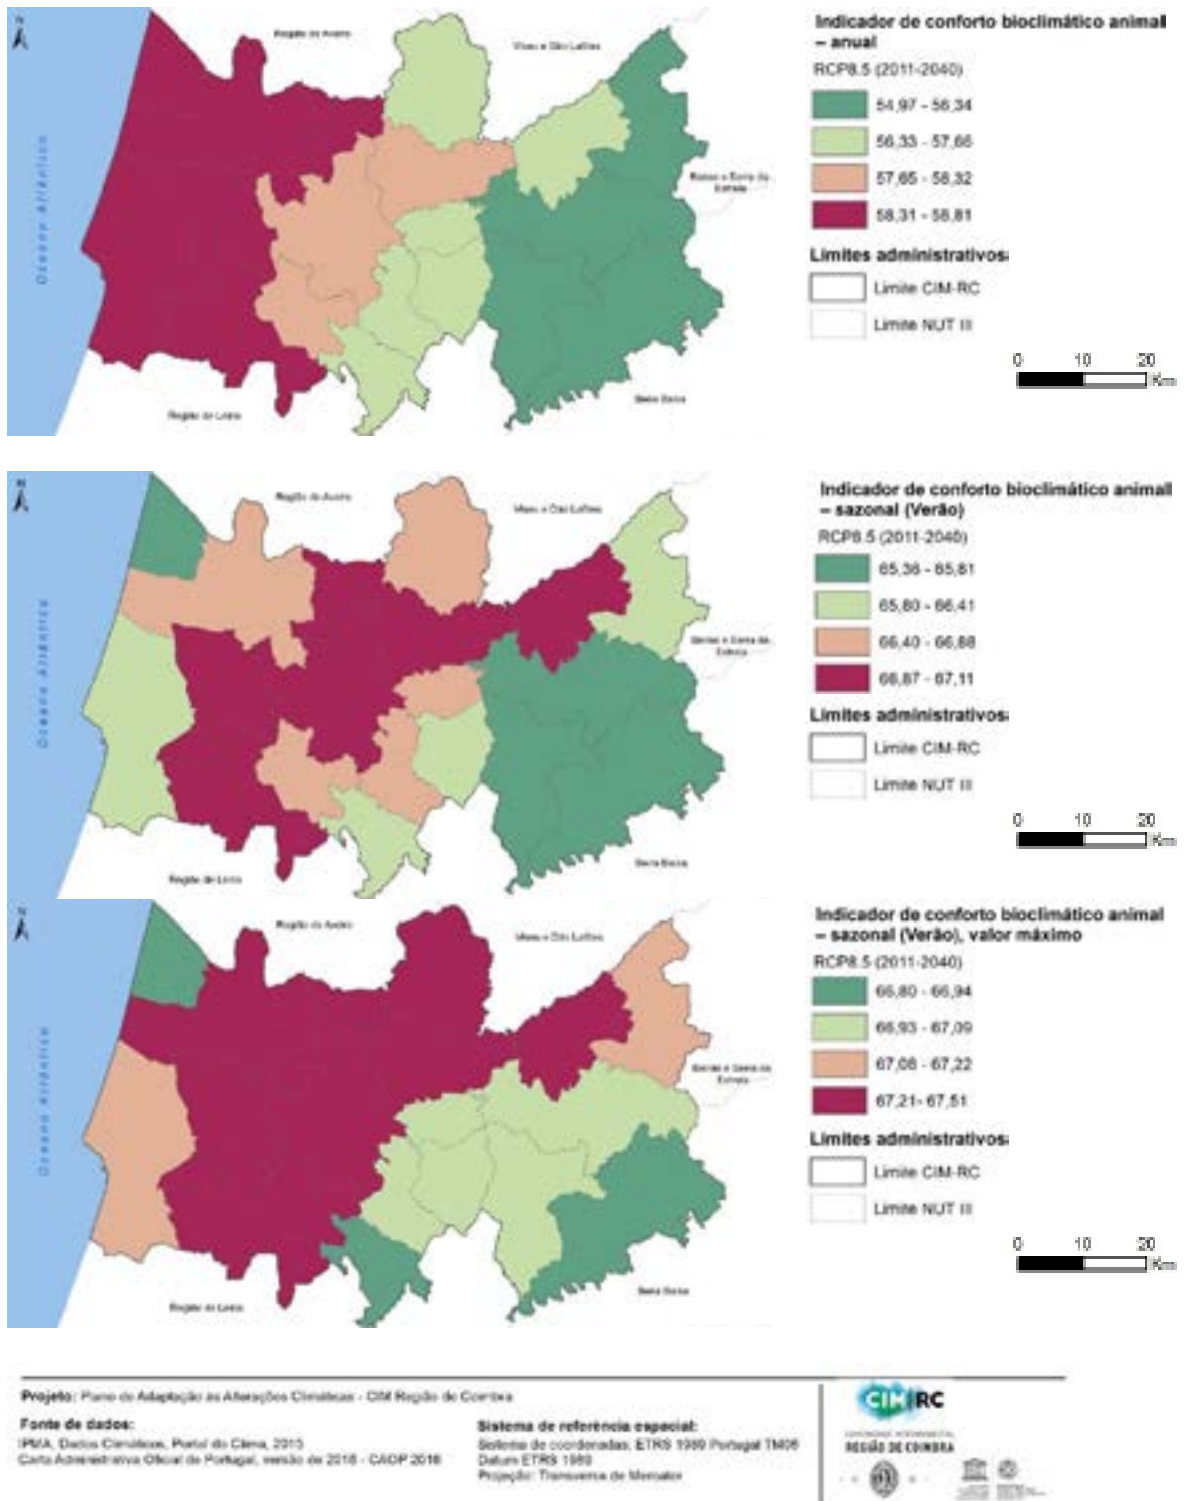 N
Região de Aveiro
Viseu e Dão Lafões
Oceano Atlântico
Região de Leiria
Beira Baixa
Indicador de conforto bioclimático animall
– anual
RCP8.5 (2011-2040)
54,97 - 56,34
56,33 - 57,66
57,65 - 58,32
58,31 - 58,81
Limites administrativos:
Limite CIM-RC
Limite NUT III
0 10 20
Km
N
Região de Aveiro
Viseu e Dão Lafões
Oceano Atlântico
Região de Leiria
Beira Baixa
Indicador de conforto bioclimático animall
– sazonal (Verão)
RCP8.5 (2011-2040)
65,36 - 65,81
65,80 - 66,41
66,40 - 66,88
66,87 - 67,11
Limites administrativos:
Limite CIM-RC
Limite NUT III
0 10 20
Km
N
Região de Aveiro
Viseu e Dão Lafões
Oceano Atlântico
Região de Leiria
Beira Baixa
Indicador de conforto bioclimático animal
– sazonal (Verão), valor máximo
RCP8.5 (2011-2040)
66,80 - 66,94
66,93 - 67,09
67,08 - 67,22
67,21- 67,51
Limites administrativos:
Limite CIM-RC
Limite NUT III
0 10 20
Km
Projeto: Plano de Adaptação às Alterações Climáticas - CIM Região de Coimbra
Fonte de dados:
IPMA, Dados Climáticos, Portal do Clima, 2015
Carta Administrativa Oficial de Portugal, versão de 2018 - CAOP 2018
Sistema de referência espacial:
Sistema de coordenadas: ETRS 1989 Portugal TM06
Datum ETRS 1989
Projeção: Transversa de Mercator
CIM RC
REGIÃO DE COIMBRA